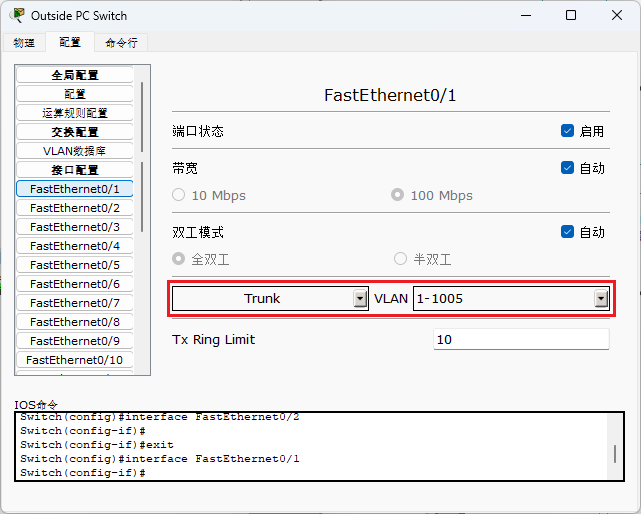 Outside PC Switch
物理
配置
命令行
全局配置
配置
运算规则配置
交换配置
VLAN数据库
接口配置
FastEthernet0/1
FastEthernet0/2
FastEthernet0/3
FastEthernet0/4
FastEthernet0/5
FastEthernet0/6
FastEthernet0/7
FastEthernet0/8
FastEthernet0/9
FastEthernet0/10
FastEthernet0/1
端口状态 启用
带宽 自动
10 Mbps 100 Mbps
双工模式 自动
全双工 半双工
Trunk VLAN 1-1005
Tx Ring Limit 10
IOS命令
Switch(config)#interface FastEthernet0/2
Switch(config-if)#
Switch(config-if)#exit
Switch(config)#interface FastEthernet0/1
Switch(config-if)#